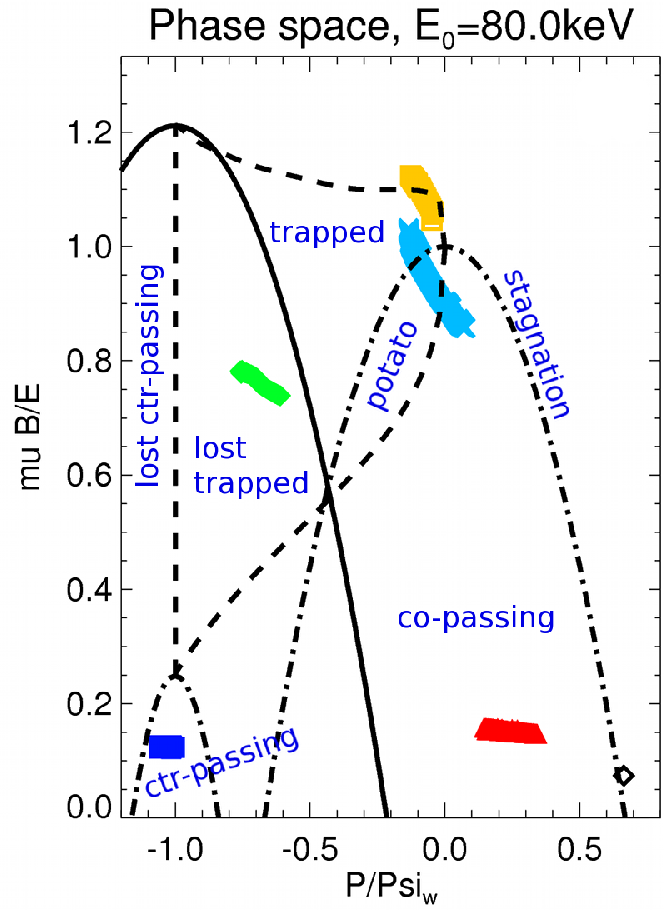 Phase space, E₀=80.0keV
1.2
1.0
0.8
0.6
0.4
0.2
0.0
mu B/E
trapped
lost ctr-passing
stagnation
potato
lost
trapped
co-passing
ctr-passing
-1.0
-0.5
0.0
0.5
P/Psiw